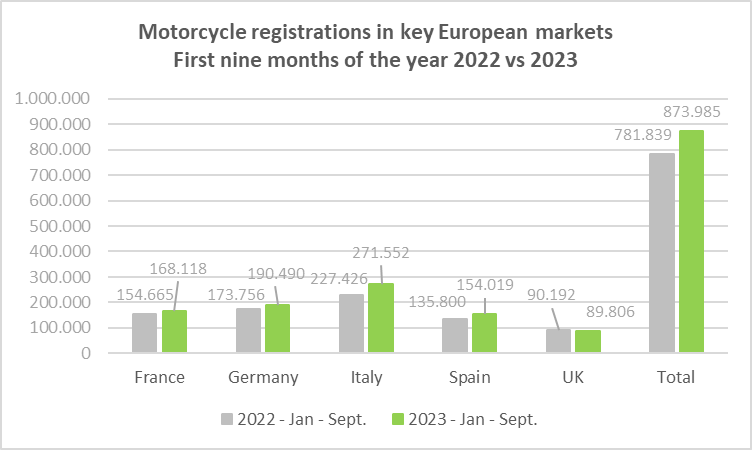 Motorcycle registrations in key European markets
First nine months of the year 2022 vs 2023
1.000.000
900.000
800.000
700.000
600.000
500.000
400.000
300.000
200.000
100.000
0
154.665
168.118
173.756
190.490
227.426
271.552
135.800
154.019
90.192
89.806
781.839
873.985
France
Germany
Italy
Spain
UK
Total
2022 - Jan - Sept.
2023 - Jan - Sept.